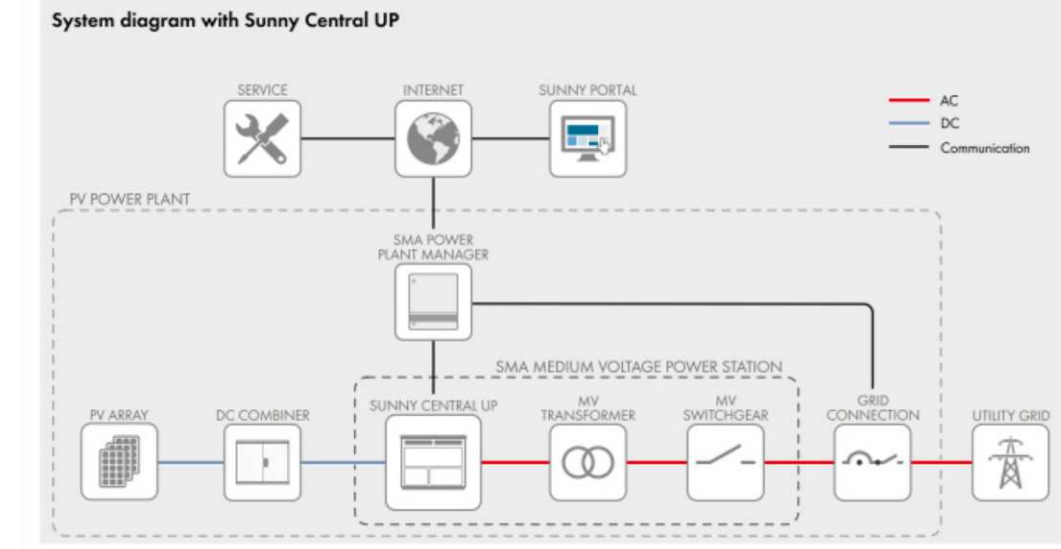 System diagram with Sunny Central UP
SERVICE
INTERNET
SUNNY PORTAL
AC
DC
Communication
PV POWER PLANT
SMA POWER
PLANT MANAGER
SMA MEDIUM VOLTAGE POWER STATION
PV ARRAY
DC COMBINER
SUNNY CENTRAL UP
MV
TRANSFORMER
MV
SWITCHGEAR
GRID
CONNECTION
UTILITY GRID